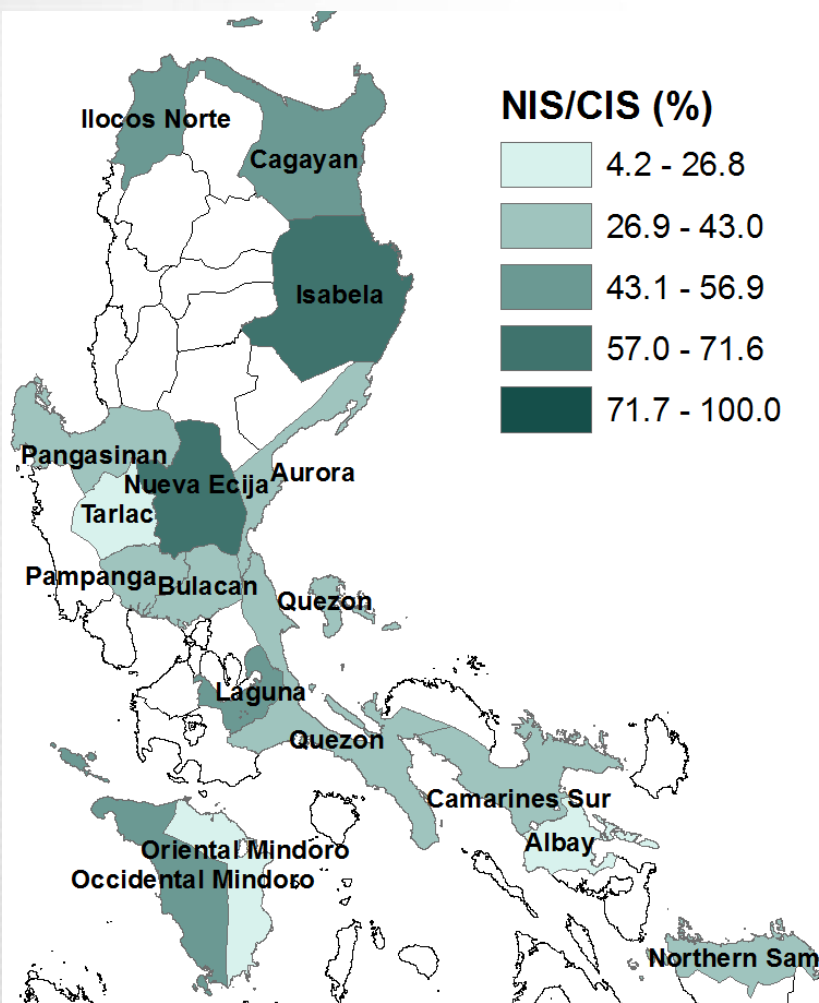 Ilocos Norte
Cagayan
NIS/CIS (%)
4.2 - 26.8
26.9 - 43.0
43.1 - 56.9
57.0 - 71.6
71.7 - 100.0
Isabela
Pangasinan
Nueva Ecija
Aurora
Tarlac
Pampanga
Bulacan
Quezon
Laguna
Quezon
Camarines Sur
Albay
Oriental Mindoro
Occidental Mindoro
Northern Sam